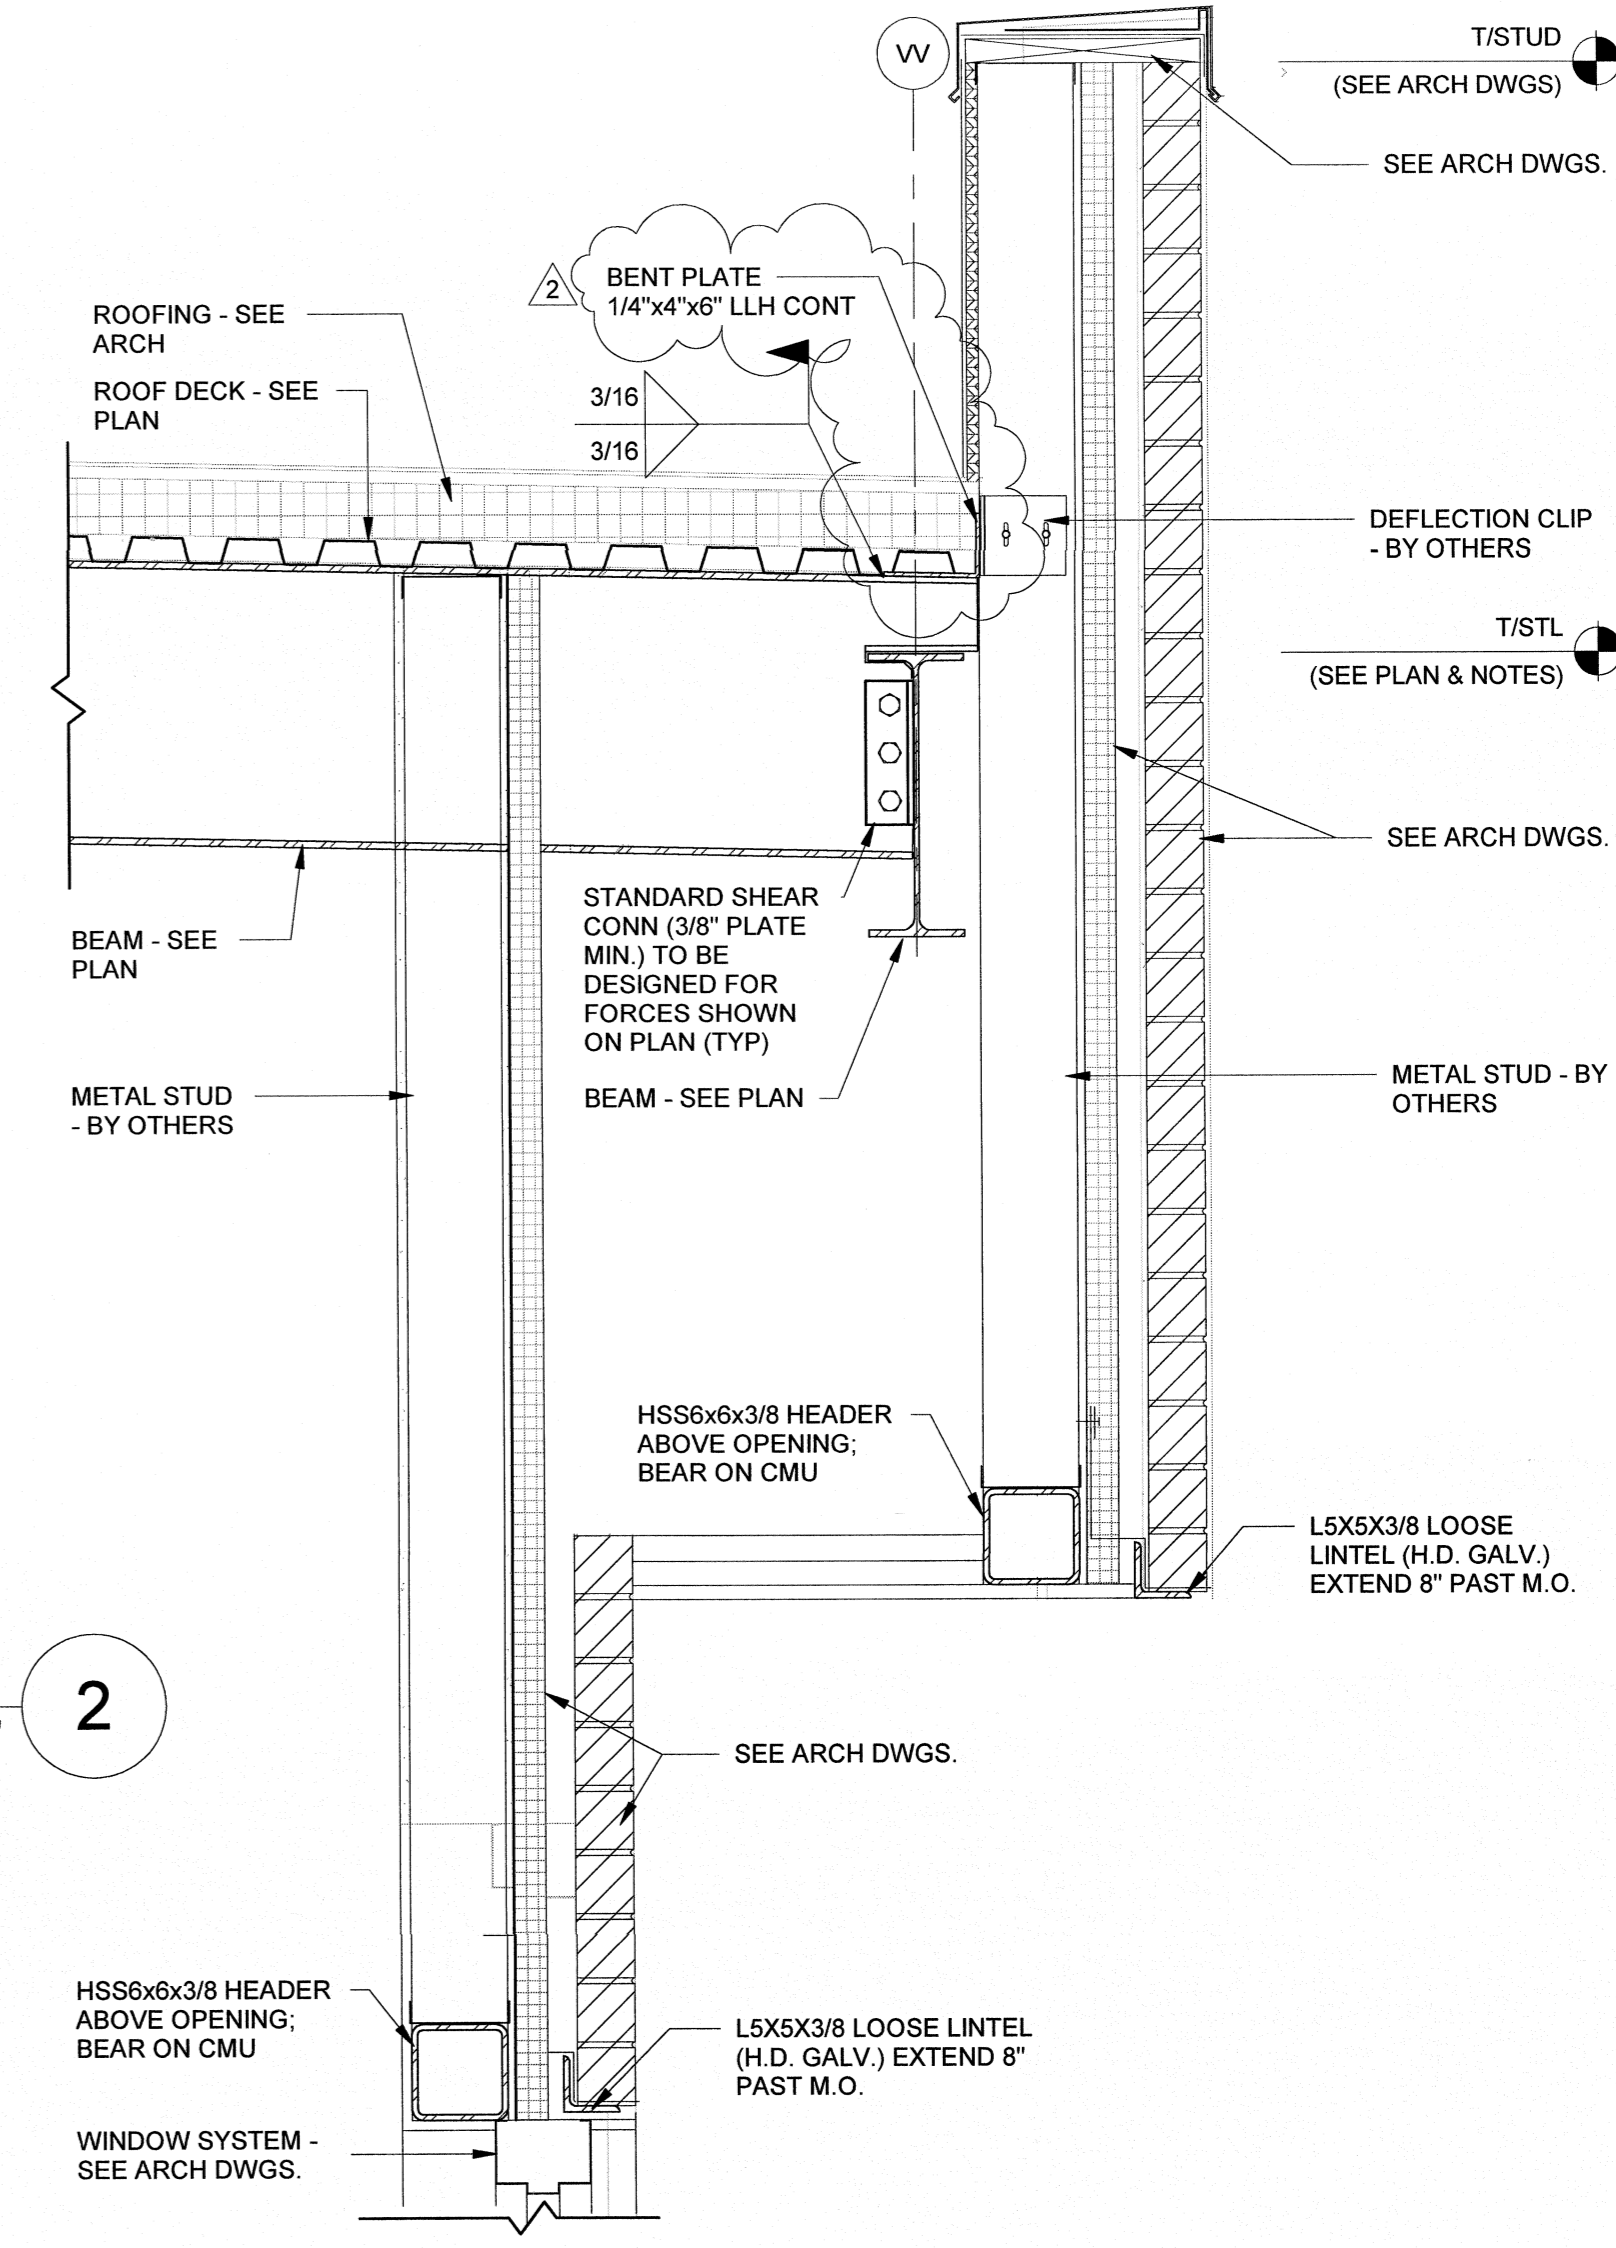 VV
T/STUD
(SEE ARCH DWGS)
SEE ARCH DWGS.
2
BENT PLATE
1/4"x4"x6" LLH CONT
ROOFING - SEE
ARCH
ROOF DECK - SEE
PLAN
3/16
3/16
DEFLECTION CLIP
- BY OTHERS
T/STL
(SEE PLAN & NOTES)
SEE ARCH DWGS.
STANDARD SHEAR
CONN (3/8" PLATE
MIN.) TO BE
DESIGNED FOR
FORCES SHOWN
ON PLAN (TYP)
BEAM - SEE
PLAN
BEAM - SEE PLAN
METAL STUD
- BY OTHERS
METAL STUD - BY
OTHERS
HSS6x6x3/8 HEADER
ABOVE OPENING;
BEAR ON CMU
L5X5X3/8 LOOSE
LINTEL (H.D. GALV.)
EXTEND 8" PAST M.O.
2
SEE ARCH DWGS.
HSS6x6x3/8 HEADER
ABOVE OPENING;
BEAR ON CMU
L5X5X3/8 LOOSE LINTEL
(H.D. GALV.) EXTEND 8"
PAST M.O.
WINDOW SYSTEM -
SEE ARCH DWGS.